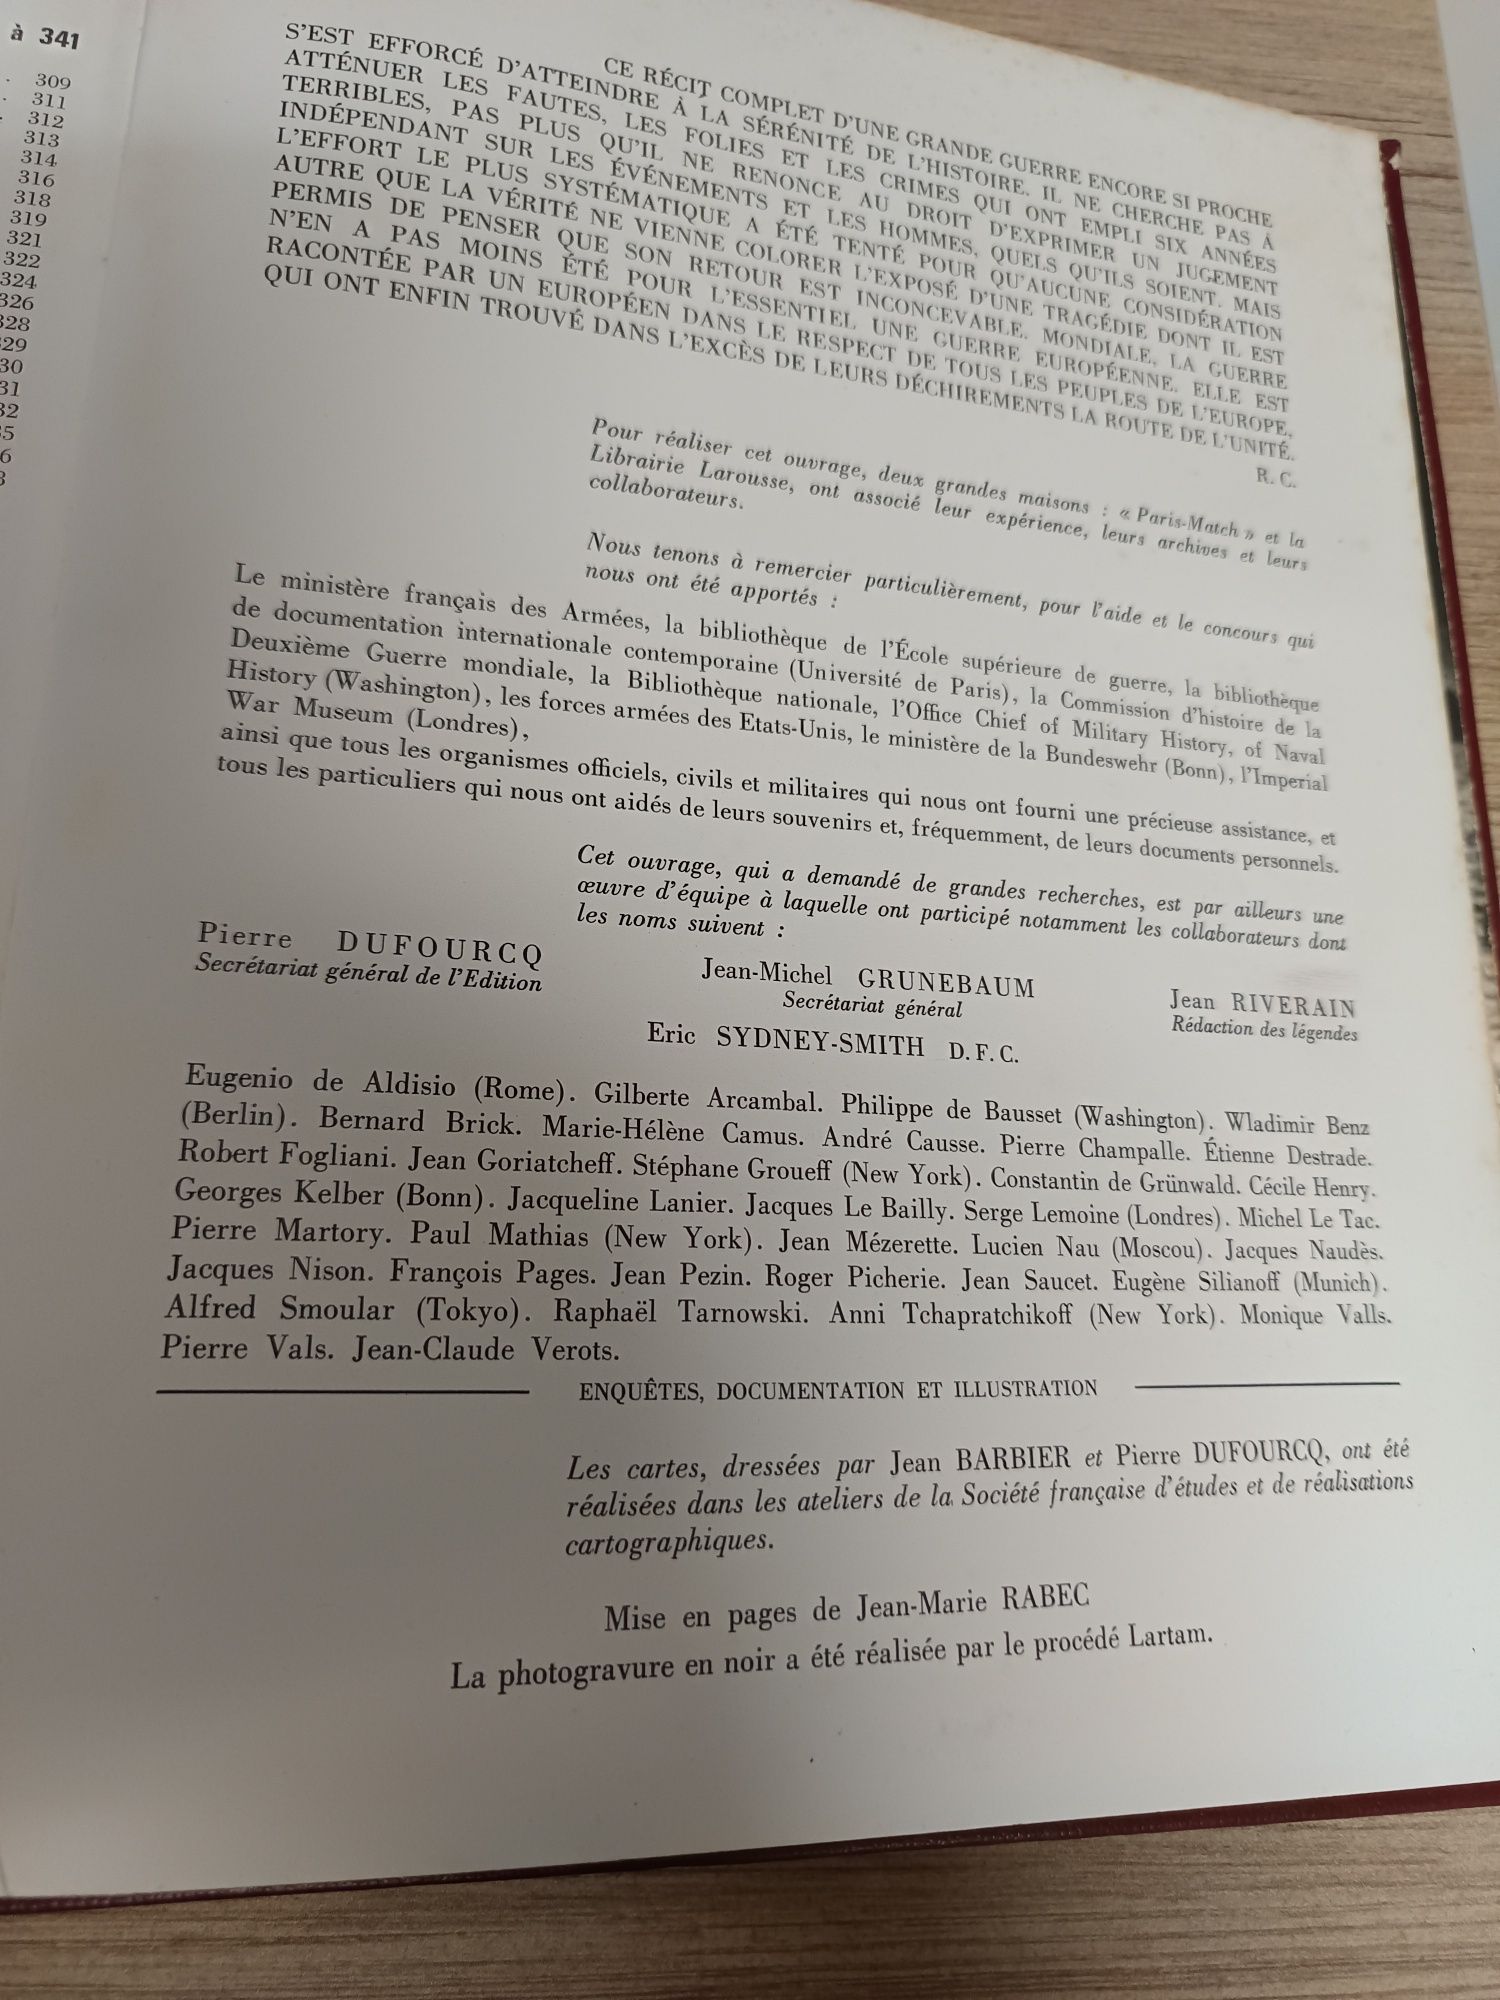 à 341
309
311
312
313
314
316
318
319
321
322
324
326
328
CE RÉCIT COMPLET D'UNE GRANDE GUERRE ENCORE SI PROCHE
S'EST EFFORCÉ D'ATTEINDRE À LA SÉRÉNITÉ DE L'HISTOIRE. IL NE CHERCHE PAS À
ATTÉNUER LES FAUTES, LES FOLIES ET LES CRIMES QUI ONT EMPLI SIX ANNÉES
TERRIBLES, PAS PLUS QU'IL NE RENONCE AU DROIT D'EXPRIMER UN JUGEMENT
INDÉPENDANT SUR LES ÉVÉNEMENTS ET LES HOMMES, QUELS QU'ILS SOIENT. MAIS
L'EFFORT LE PLUS SYSTÉMATIQUE A ÉTÉ TENTÉ POUR QU'AUCUNE CONSIDÉRATION
AUTRE QUE LA VÉRITÉ NE VIENNE COLORER L'EXPOSÉ D'UNE TRAGÉDIE DONT IL EST
PERMIS DE PENSER QUE SON RETOUR EST INCONCEVABLE. MONDIALE, LA GUERRE
N'EN A PAS MOINS ÉTÉ POUR L'ESSENTIEL UNE GUERRE EUROPÉENNE. ELLE EST
RACONTÉE PAR UN EUROPÉEN DANS LE RESPECT DE TOUS LES PEUPLES DE L'EUROPE,
QUI ONT ENFIN TROUVÉ DANS L'EXCÈS DE LEURS DÉCHIREMENTS LA ROUTE DE L'UNITÉ.
R. C.
Pour réaliser cet ouvrage, deux grandes maisons : « Paris-Match » et la
Librairie Larousse, ont associé leur expérience, leurs archives et leurs
collaborateurs.
Nous tenons à remercier particulièrement, pour l'aide et le concours qui
nous ont été apportés :
Le ministère français des Armées, la bibliothèque de l'École supérieure de guerre, la bibliothèque
de documentation internationale contemporaine (Université de Paris), la Commission d'histoire de la
Deuxième Guerre mondiale, la Bibliothèque nationale, l'Office Chief of Military History, of Naval
History (Washington), les forces armées des Etats-Unis, le ministère de la Bundeswehr (Bonn), l'Imperial
War Museum (Londres),
ainsi que tous les organismes officiels, civils et militaires qui nous ont fourni une précieuse assistance, et
tous les particuliers qui nous ont aidés de leurs souvenirs et, fréquemment, de leurs documents personnels.
Cet ouvrage, qui a demandé de grandes recherches, est par ailleurs une
œuvre d'équipe à laquelle ont participé notamment les collaborateurs dont
les noms suivent :
Pierre DUFOURCQ
Secrétariat général de l'Edition
Jean-Michel GRUNEBAUM
Secrétariat général
Jean RIVERAIN
Rédaction des légendes
Eric SYDNEY-SMITH D. F. C.
Eugenio de Aldisio (Rome). Gilberte Arcambal. Philippe de Bausset (Washington). Wladimir Benz
(Berlin). Bernard Brick. Marie-Hélène Camus. André Causse. Pierre Champalle. Étienne Destrade.
Robert Fogliani. Jean Goriatcheff. Stéphane Groueff (New York). Constantin de Grünwald. Cécile Henry.
Georges Kelber (Bonn). Jacqueline Lanier. Jacques Le Bailly. Serge Lemoine (Londres). Michel Le Tac.
Pierre Martory. Paul Mathias (New York). Jean Mézerette. Lucien Nau (Moscou). Jacques Naudès.
Jacques Nison. François Pages. Jean Pezin. Roger Picherie. Jean Saucet. Eugène Silianoff (Munich).
Alfred Smoular (Tokyo). Raphaël Tarnowski. Anni Tchapratchikoff (New York). Monique Valls.
Pierre Vals. Jean-Claude Verots.
ENQUÊTES, DOCUMENTATION ET ILLUSTRATION
Les cartes, dressées par Jean BARBIER et Pierre DUFOURCQ, ont été
réalisées dans les ateliers de la Société française d'études et de réalisations
cartographiques.
Mise en pages de Jean-Marie RABEC
La photogravure en noir a été réalisée par le procédé Lartam.